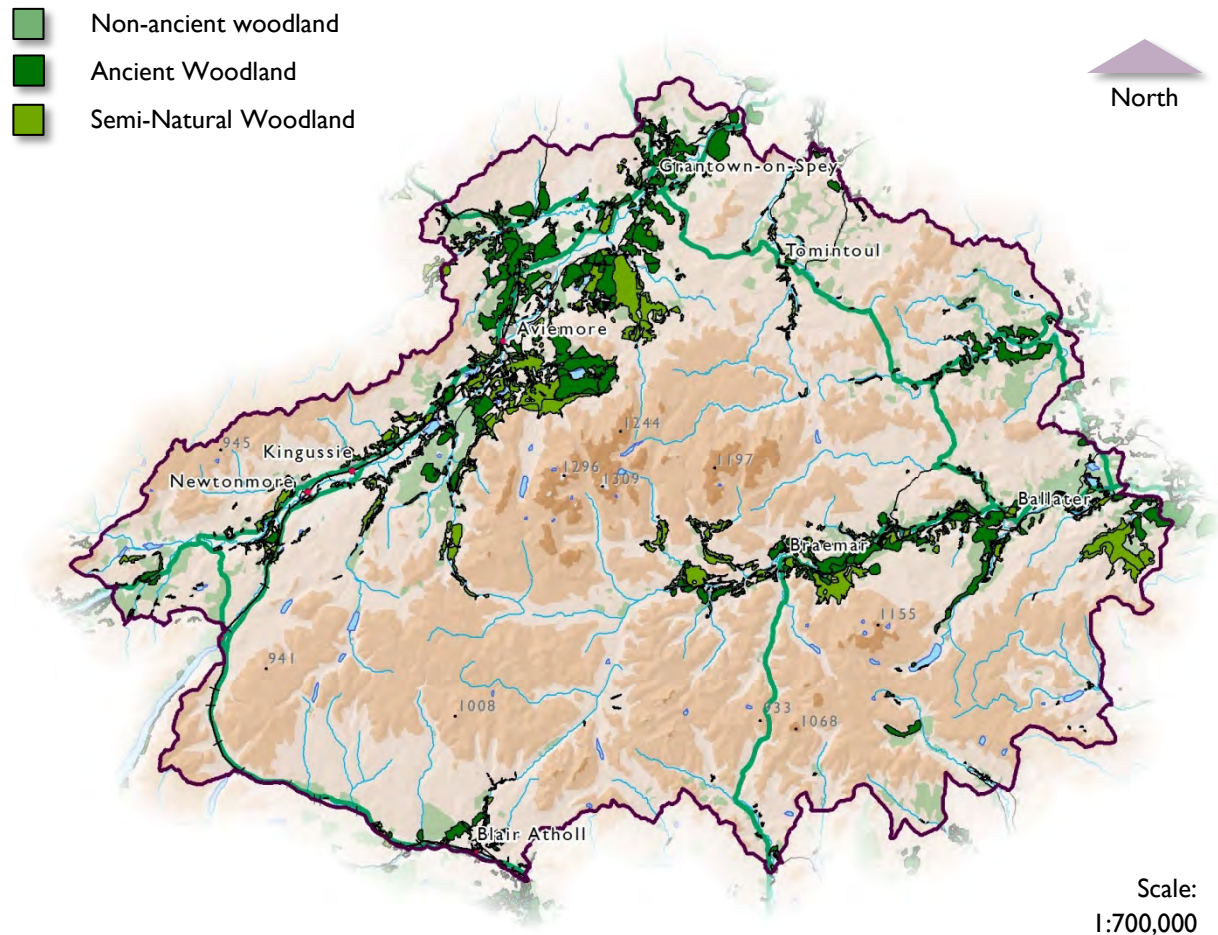 Non-ancient woodland
Ancient Woodland
Semi-Natural Woodland
North
Grantown-on-Spey
Tomintoul
Aviemore
1244
945
Kingussie
1296
1197
1309
Newtonmore
Ballater
Braemar
1155
941
1008
933
1068
Blair Atholl
Scale:
1:700,000